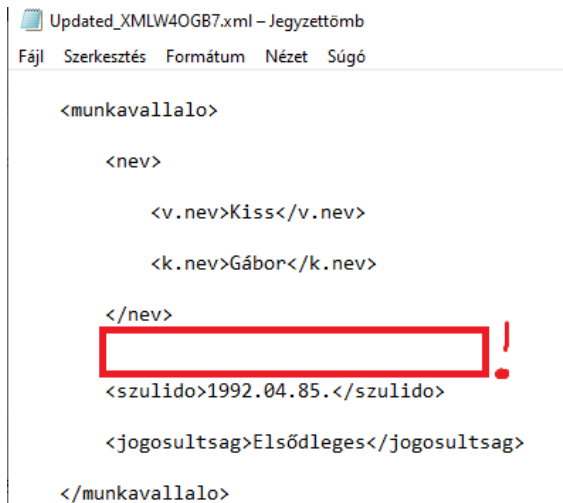 Updated_XMLW4OGB7.xml – Jegyzettömb
Fájl Szerkesztés Formátum Nézet Súgó
<munkavallalo>
<nev>
<v.nev>Kiss</v.nev>
<k.nev>Gábor</k.nev>
</nev>
!
<szulido>1992.04.85.</szulido>
<jogosultsag>Elsődleges</jogosultsag>
</munkavallalo>